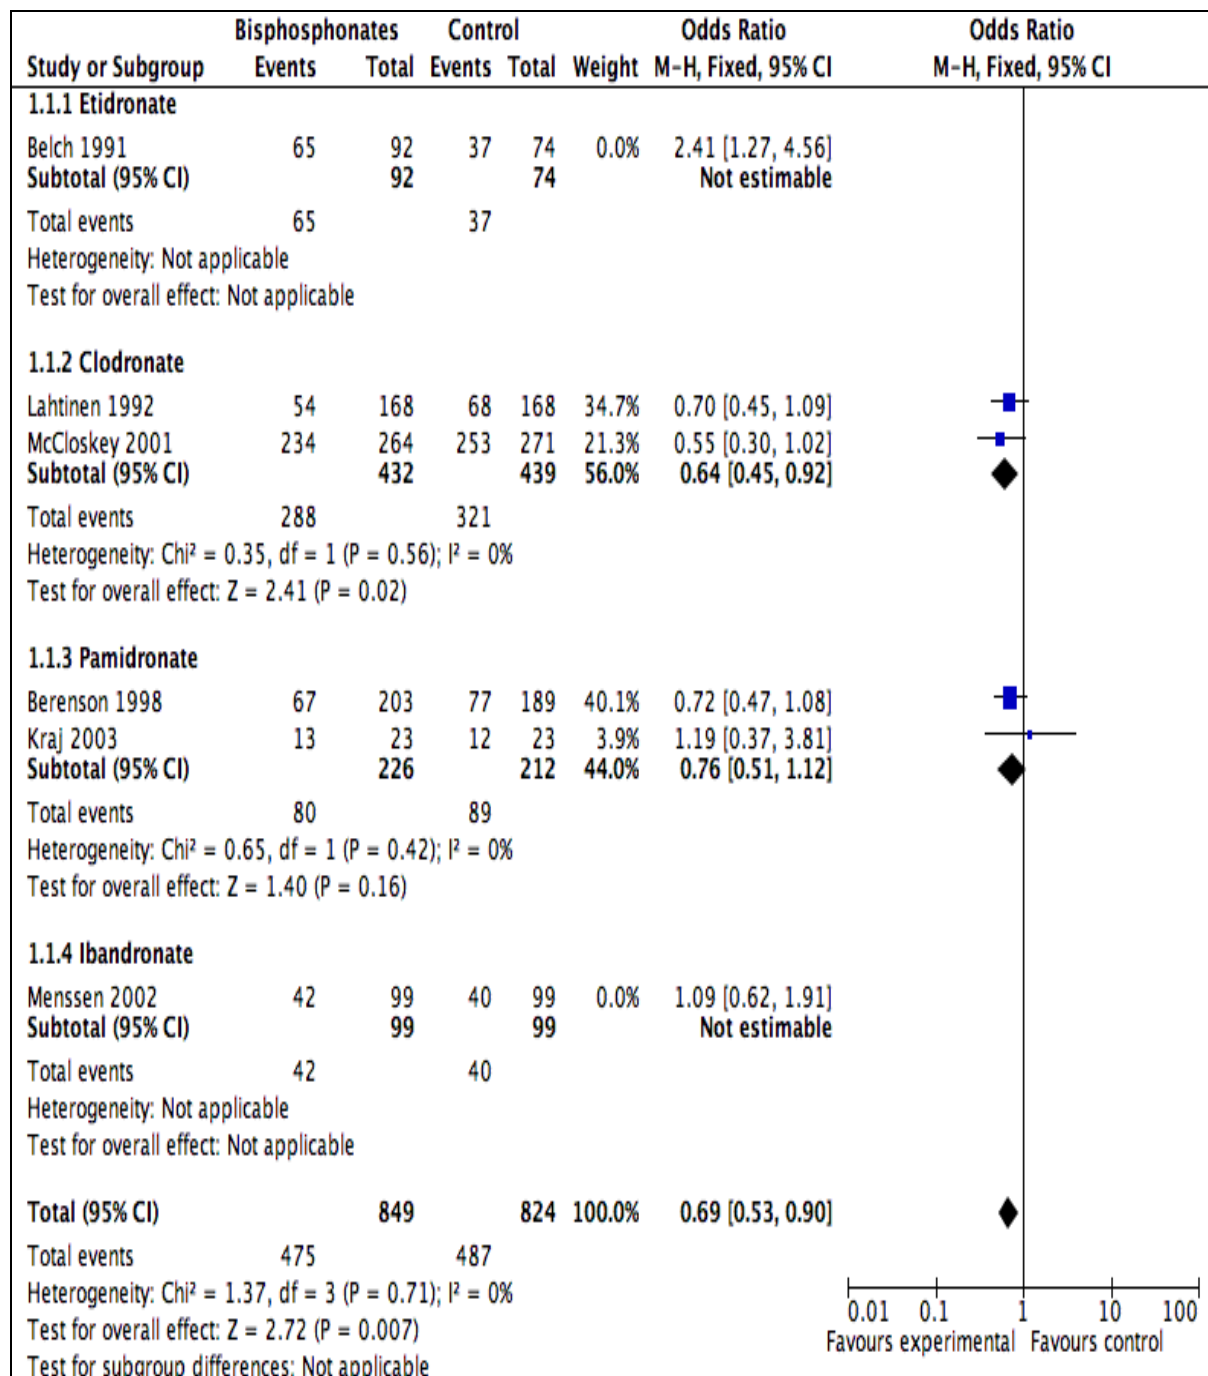 Bisphosphonates Control Odds Ratio Odds Ratio
Study or Subgroup Events Total Events Total Weight M-H, Fixed, 95% CI M-H, Fixed, 95% CI
1.1.1 Etidronate
Belch 1991 65 92 37 74 0.0% 2.41 [1.27, 4.56]
Subtotal (95% CI) 92 74 Not estimable
Total events 65 37
Heterogeneity: Not applicable
Test for overall effect: Not applicable
1.1.2 Clodronate
Lahtinen 1992 54 168 68 168 34.7% 0.70 [0.45, 1.09]
McCloskey 2001 234 264 253 271 21.3% 0.55 [0.30, 1.02]
Subtotal (95% CI) 432 439 56.0% 0.64 [0.45, 0.92]
Total events 288 321
Heterogeneity: Chi² = 0.35, df = 1 (P = 0.56); I² = 0%
Test for overall effect: Z = 2.41 (P = 0.02)
1.1.3 Pamidronate
Berenson 1998 67 203 77 189 40.1% 0.72 [0.47, 1.08]
Kraj 2003 13 23 12 23 3.9% 1.19 [0.37, 3.81]
Subtotal (95% CI) 226 212 44.0% 0.76 [0.51, 1.12]
Total events 80 89
Heterogeneity: Chi² = 0.65, df = 1 (P = 0.42); I² = 0%
Test for overall effect: Z = 1.40 (P = 0.16)
1.1.4 Ibandronate
Menssen 2002 42 99 40 99 0.0% 1.09 [0.62, 1.91]
Subtotal (95% CI) 99 99 Not estimable
Total events 42 40
Heterogeneity: Not applicable
Test for overall effect: Not applicable
Total (95% CI) 849 824 100.0% 0.69 [0.53, 0.90]
Total events 475 487
Heterogeneity: Chi² = 1.37, df = 3 (P = 0.71); I² = 0%
Test for overall effect: Z = 2.72 (P = 0.007)
Test for subgroup differences: Not applicable
0.01 0.1 1 10 100
Favours experimental Favours control